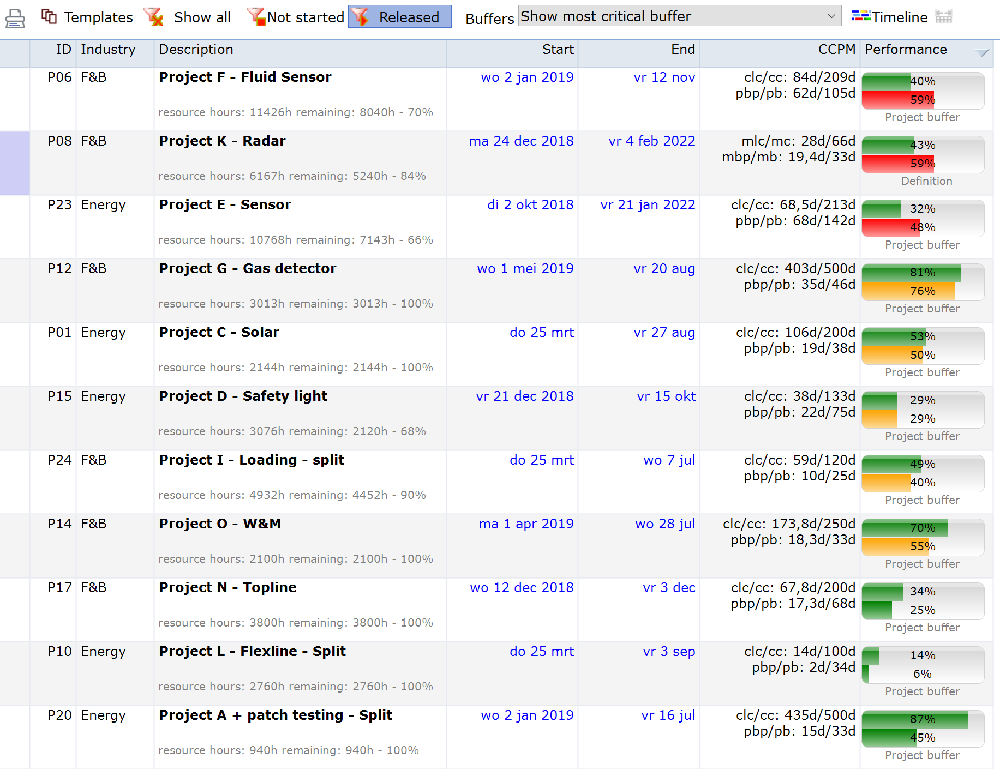 Templates Show all Not started Released Buffers Show most critical buffer Timeline
ID Industry Description Start End CCPM Performance
P06 F&B Project F - Fluid Sensor wo 2 jan 2019 vr 12 nov clc/cc: 84d/209d 40%
pbp/pb: 62d/105d 59%
resource hours: 11426h remaining: 8040h - 70% Project buffer
P08 F&B Project K - Radar ma 24 dec 2018 vr 4 feb 2022 mlc/mc: 28d/66d 43%
mbp/mb: 19,4d/33d 59%
resource hours: 6167h remaining: 5240h - 84% Definition
P23 Energy Project E - Sensor di 2 okt 2018 vr 21 jan 2022 clc/cc: 68,5d/213d 32%
pbp/pb: 68d/142d 48%
resource hours: 10768h remaining: 7143h - 66% Project buffer
P12 F&B Project G - Gas detector wo 1 mei 2019 vr 20 aug clc/cc: 403d/500d 81%
pbp/pb: 35d/46d 76%
resource hours: 3013h remaining: 3013h - 100% Project buffer
P01 Energy Project C - Solar do 25 mrt vr 27 aug clc/cc: 106d/200d 53%
pbp/pb: 19d/38d 50%
resource hours: 2144h remaining: 2144h - 100% Project buffer
P15 Energy Project D - Safety light vr 21 dec 2018 vr 15 okt clc/cc: 38d/133d 29%
pbp/pb: 22d/75d 29%
resource hours: 3076h remaining: 2120h - 68% Project buffer
P24 F&B Project I - Loading - split do 25 mrt wo 7 jul clc/cc: 59d/120d 49%
pbp/pb: 10d/25d 40%
resource hours: 4932h remaining: 4452h - 90% Project buffer
P14 F&B Project O - W&M ma 1 apr 2019 wo 28 jul clc/cc: 173,8d/250d 70%
pbp/pb: 18,3d/33d 55%
resource hours: 2100h remaining: 2100h - 100% Project buffer
P17 F&B Project N - Topline wo 12 dec 2018 vr 3 dec clc/cc: 67,8d/200d 34%
pbp/pb: 17,3d/68d 25%
resource hours: 3800h remaining: 3800h - 100% Project buffer
P10 Energy Project L - Flexline - Split do 25 mrt vr 3 sep clc/cc: 14d/100d 14%
pbp/pb: 2d/34d 6%
resource hours: 2760h remaining: 2760h - 100% Project buffer
P20 Energy Project A + patch testing - Split wo 2 jan 2019 vr 16 jul clc/cc: 435d/500d 87%
pbp/pb: 15d/33d 45%
resource hours: 940h remaining: 940h - 100% Project buffer